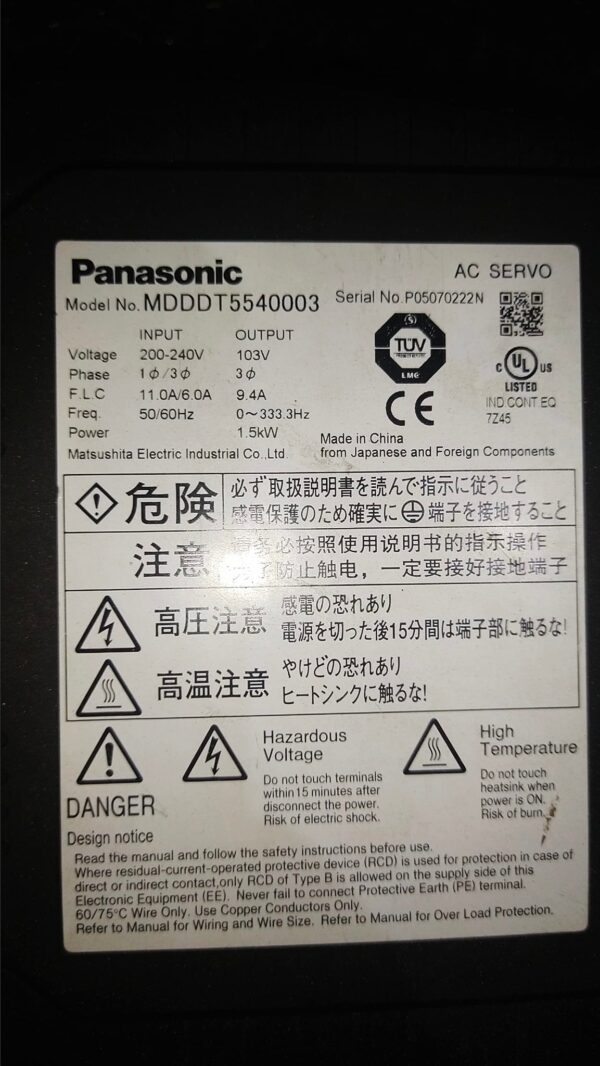 Panasonic
AC SERVO
Model No. MDDDT5540003
Serial No. P05070222N
INPUT OUTPUT
Voltage 200-240V 103V
Phase 1ϕ/3ϕ 3ϕ
F.L.C 11.0A/6.0A 9.4A
Freq. 50/60Hz 0~333.3Hz
Power 1.5kW
Matsushita Electric Industrial Co.,Ltd.
TÜV
LMG
C UL US
LISTED
IND CONT EQ
7Z45
CE
Made in China
from Japanese and Foreign Components
危険
必ず取扱説明書を読んで指示に従うこと
感電保護のため確実に端子を接地すること
注意
务必按照使用说明书的指示操作
防止触电，一定要接好接地端子
高圧注意
感電の恐れあり
電源を切った後15分間は端子部に触るな!
高温注意
やけどの恐れあり
ヒートシンクに触るな!
DANGER
Hazardous
Voltage
Do not touch terminals
within 15 minutes after
disconnect the power.
Risk of electric shock.
High
Temperature
Do not touch
heatsink when
power is ON.
Risk of burn.
Design notice
Read the manual and follow the safety instructions before use.
Where residual-current-operated protective device (RCD) is used for protection in case of
direct or indirect contact,only RCD of Type B is allowed on the supply side of this
Electronic Equipment (EE). Never fail to connect Protective Earth (PE) terminal.
60/75°C Wire Only. Use Copper Conductors Only.
Refer to Manual for Wiring and Wire Size. Refer to Manual for Over Load Protection.